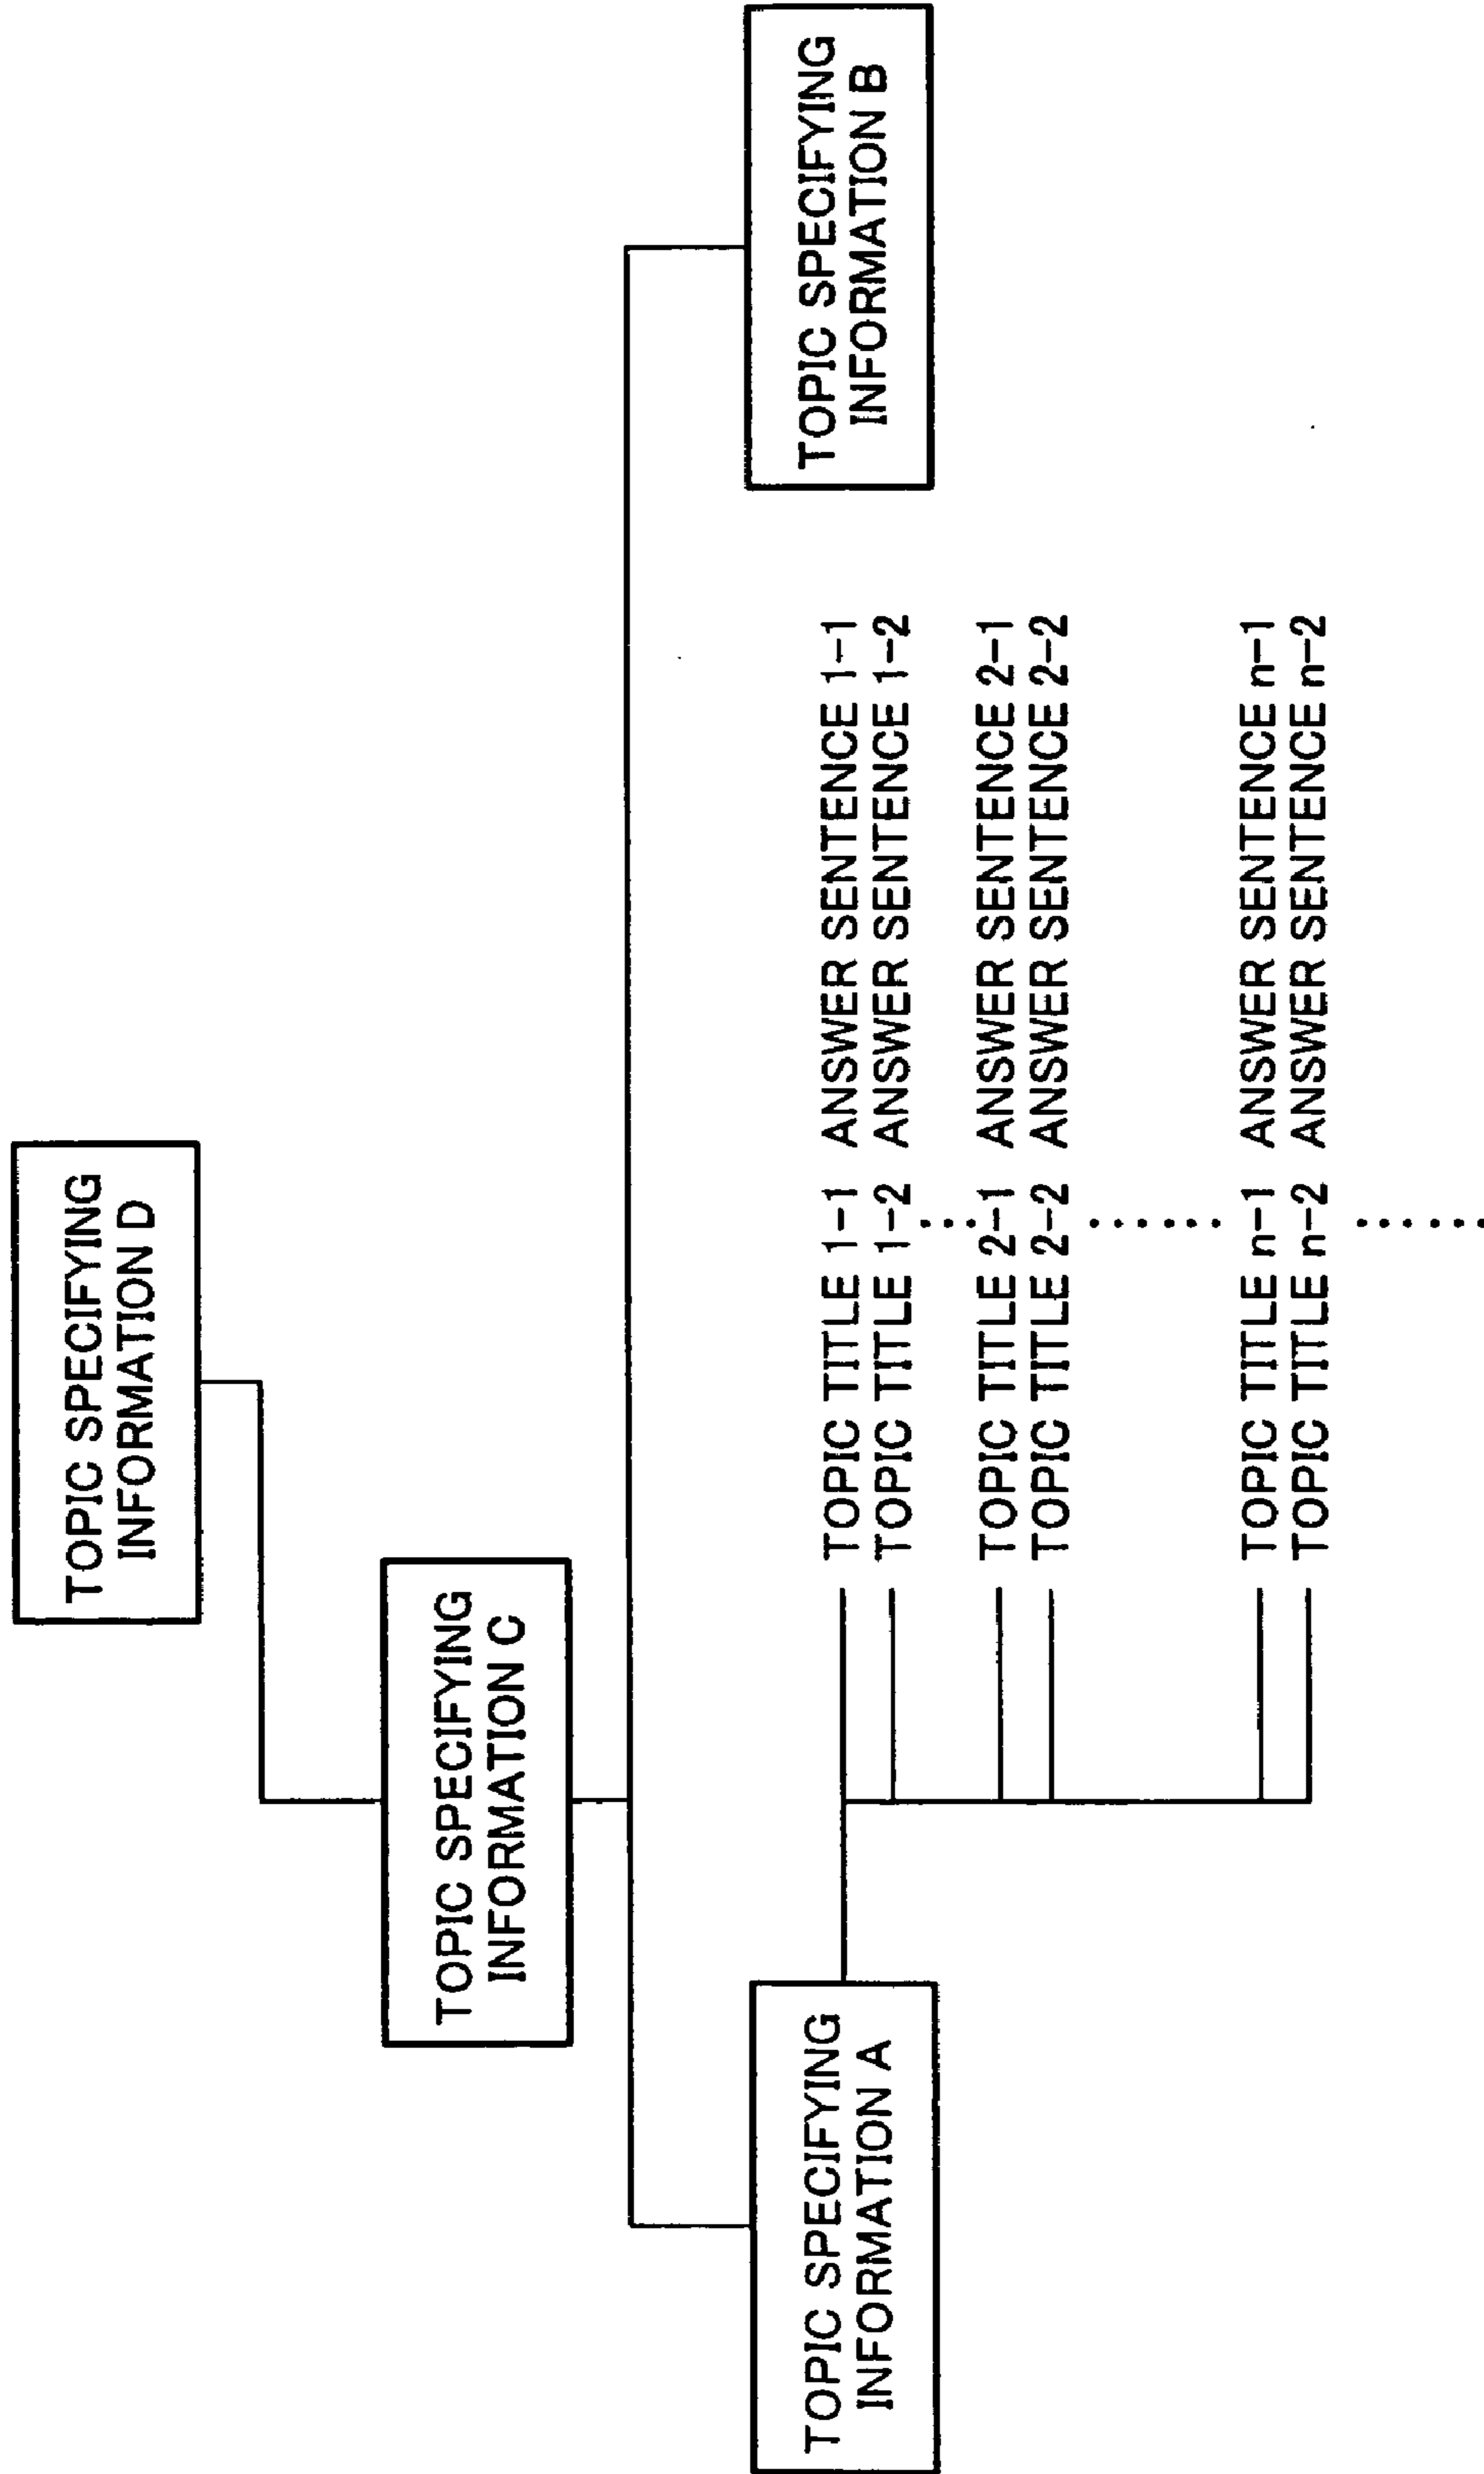 TOPIC SPECIFYING
INFORMATION D
TOPIC SPECIFYING
INFORMATION C
TOPIC SPECIFYING
INFORMATION A
TOPIC SPECIFYING
INFORMATION B
TOPIC TITLE 1-1 ANSWER SENTENCE 1-1
TOPIC TITLE 1-2 ANSWER SENTENCE 1-2
TOPIC TITLE 2-1 ANSWER SENTENCE 2-1
TOPIC TITLE 2-2 ANSWER SENTENCE 2-2
TOPIC TITLE n-1 ANSWER SENTENCE n-1
TOPIC TITLE n-2 ANSWER SENTENCE n-2